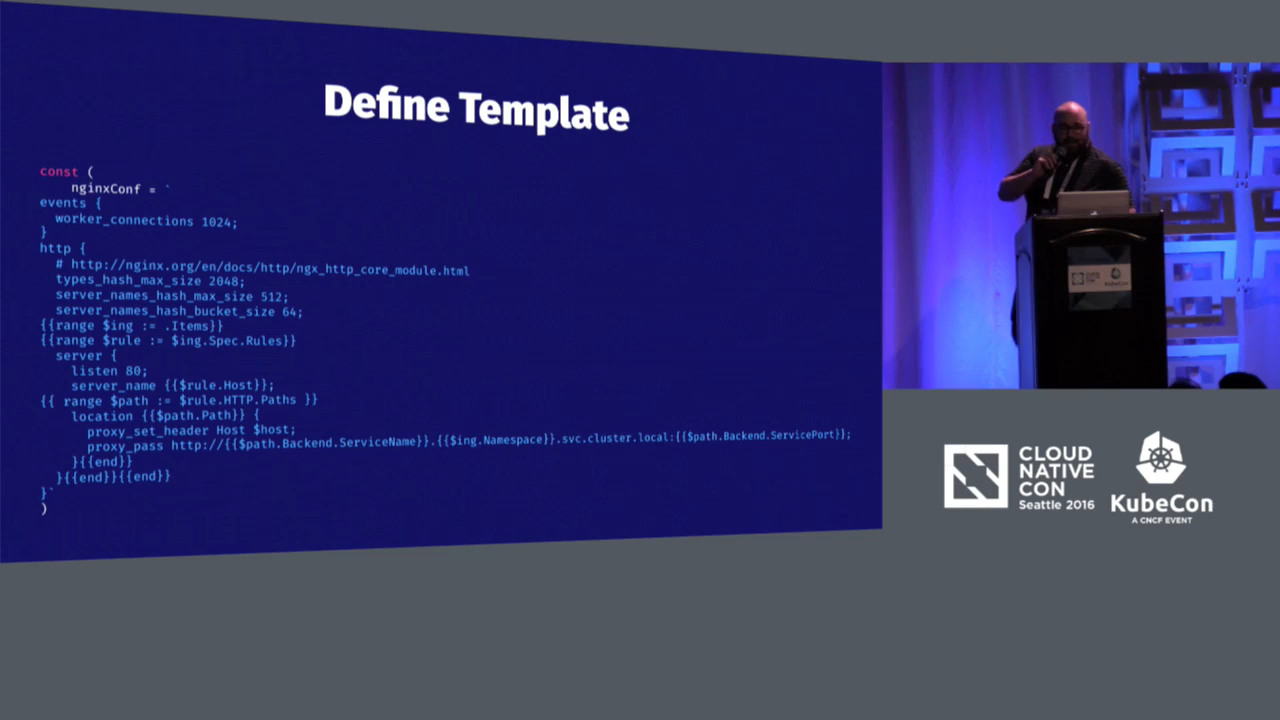 Define Template
const (
    nginxConf = `
events {
  worker_connections 1024;
}
http {
  # http://nginx.org/en/docs/http/ngx_http_core_module.html
  types_hash_max_size 2048;
  server_names_hash_max_size 512;
  server_names_hash_bucket_size 64;
{{range $ing := .Items}}
{{range $rule := $ing.Spec.Rules}}
  server {
    listen 80;
    server_name {{$rule.Host}};
{{ range $path := $rule.HTTP.Paths }}
    location {{$path.Path}} {
      proxy_set_header Host $host;
      proxy_pass http://{{$path.Backend.ServiceName}}.{{$ing.Namespace}}.svc.cluster.local:{{$path.Backend.ServicePort}};
    }{{end}}
  }{{end}}{{end}}
}`
)
KubeCon
CLOUD
NATIVE
CON
Seattle 2016
KubeCon
A CNCF EVENT